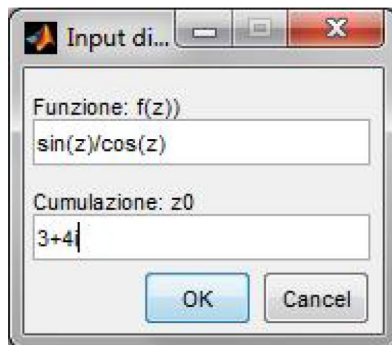 Input di...
Funzione: f(z))
sin(z)/cos(z)
Cumulazione: z0
3+4i
OK Cancel